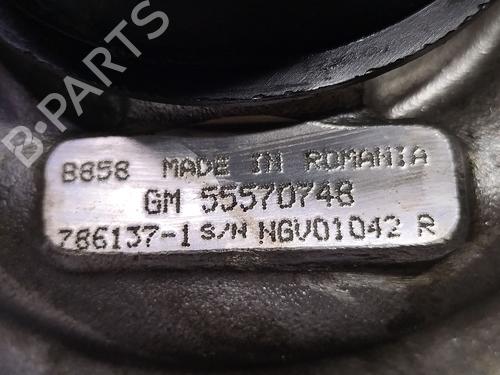 B-PARTS
B858 MADE IN ROMANIA
GM 55570748
786137-1 S/N NGV01042 R